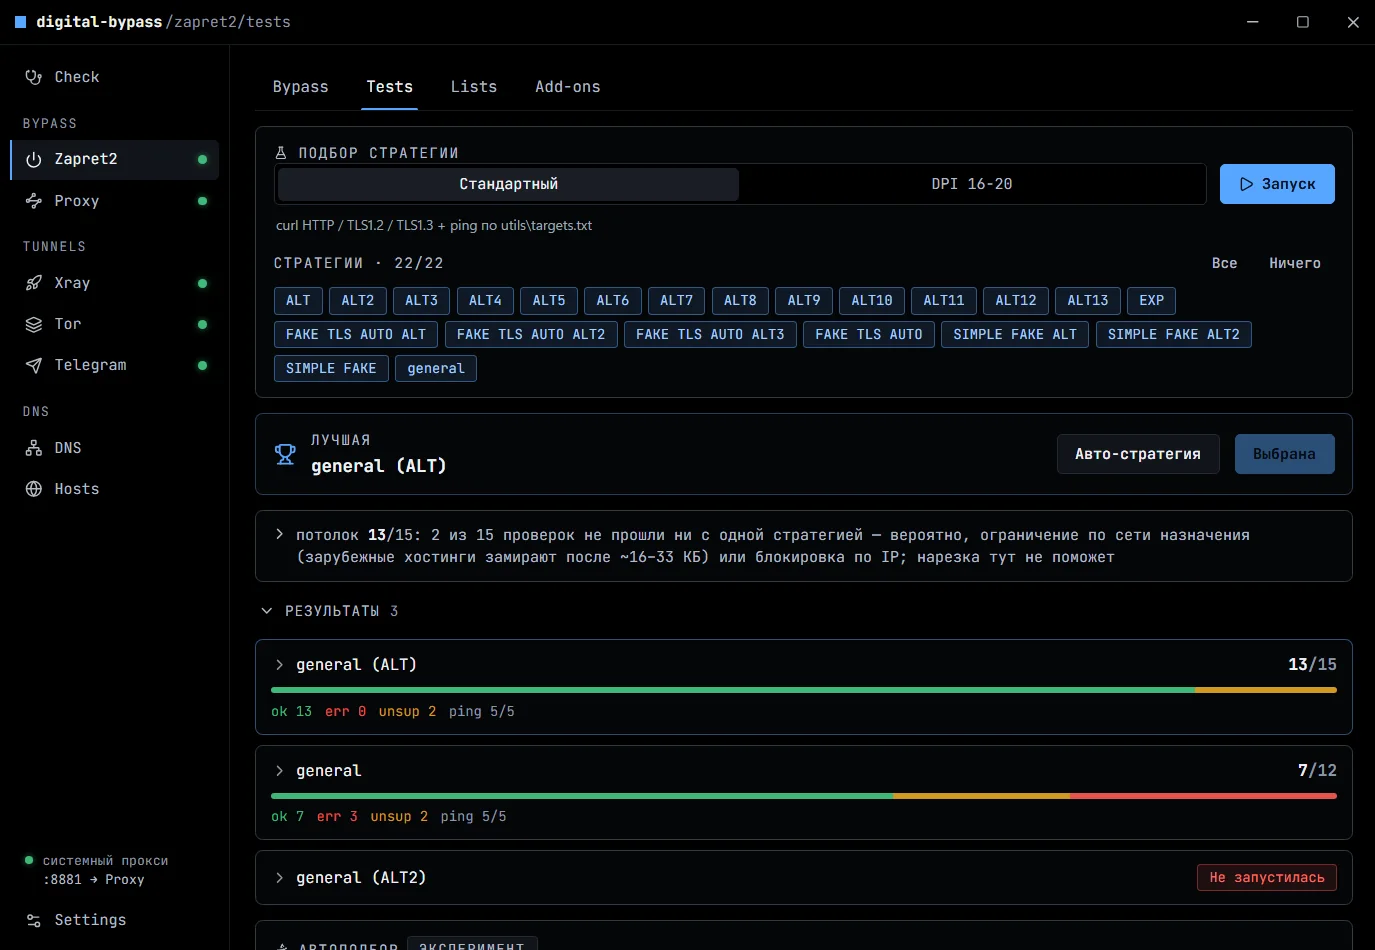 digital-bypass/zapret2/tests
Check
BYPASS
Zapret2
Proxy
TUNNELS
Xray
Tor
Telegram
DNS
DNS
Hosts
системный прокси
:8881 → Proxy
Settings
Bypass Tests Lists Add-ons
ПОДБОР СТРАТЕГИИ
Стандартный DPI 16-20 Запуск
curl HTTP / TLS1.2 / TLS1.3 + ping по utils\targets.txt
СТРАТЕГИИ · 22/22 Все Ничего
ALT ALT2 ALT3 ALT4 ALT5 ALT6 ALT7 ALT8 ALT9 ALT10 ALT11 ALT12 ALT13 EXP
FAKE TLS AUTO ALT FAKE TLS AUTO ALT2 FAKE TLS AUTO ALT3 FAKE TLS AUTO SIMPLE FAKE ALT SIMPLE FAKE ALT2
SIMPLE FAKE general
ЛУЧШАЯ
general (ALT) Авто-стратегия Выбрана
потолок 13/15: 2 из 15 проверок не прошли ни с одной стратегией — вероятно, ограничение по сети назначения
(зарубежные хостинги замирают после ~16–33 КБ) или блокировка по IP; нарезка тут не поможет
РЕЗУЛЬТАТЫ 3
general (ALT) 13/15
ok 13 err 0 unsup 2 ping 5/5
general 7/12
ok 7 err 3 unsup 2 ping 5/5
general (ALT2) Не запустилась
АВТОПОДБОР ЭКСПЕРИМЕНТ